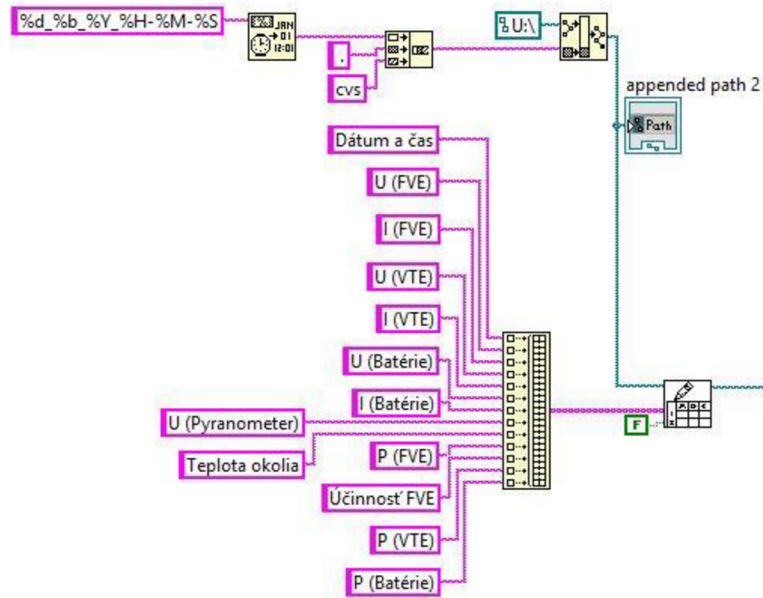 %d_%b_%Y_%H-%M-%S
JAN
01
12:01
.
cvs
U:\
appended path 2
Path
Dátum a čas
U (FVE)
I (FVE)
U (VTE)
I (VTE)
U (Batérie)
I (Batérie)
U (Pyranometer)
Teplota okolia
P (FVE)
Účinnosť FVE
P (VTE)
P (Batérie)
F